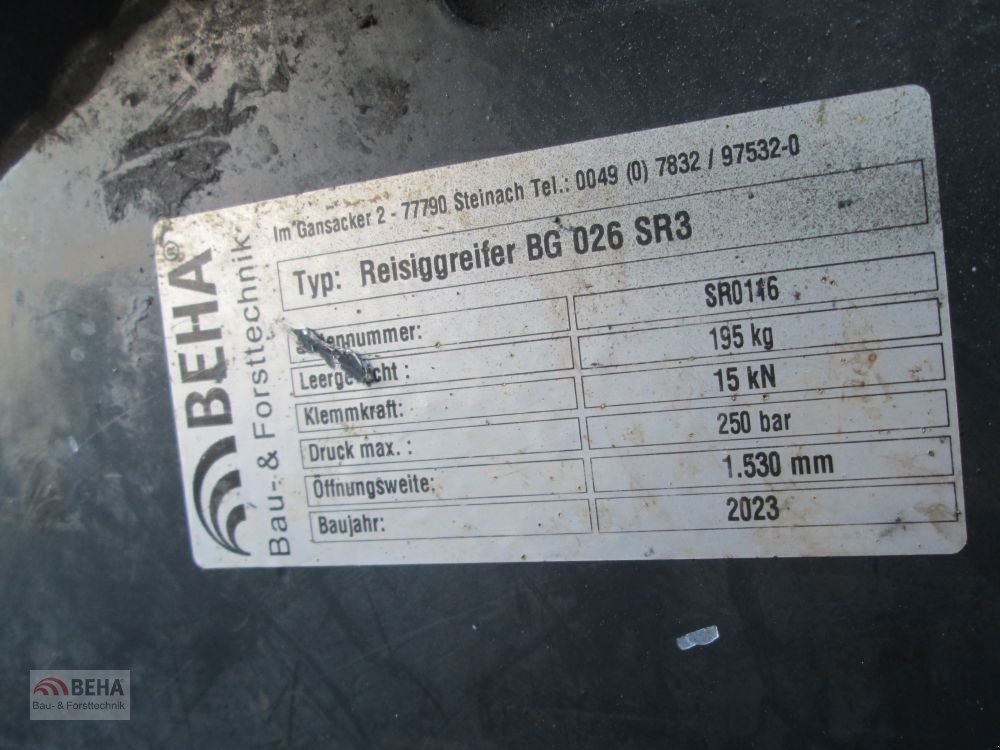 BEHA®
Bau- & Forsttechnik
Im Gansacker 2 - 77790 Steinach Tel.: 0049 (0) 7832 / 97532-0
Typ: Reisiggreifer BG 026 SR3
SR0116
195 kg
Klemmkraft: 15 kN
Druck max. : 250 bar
Öffnungsweite: 1.530 mm
Baujahr: 2023
BEHA
Bau- & Forsttechnik